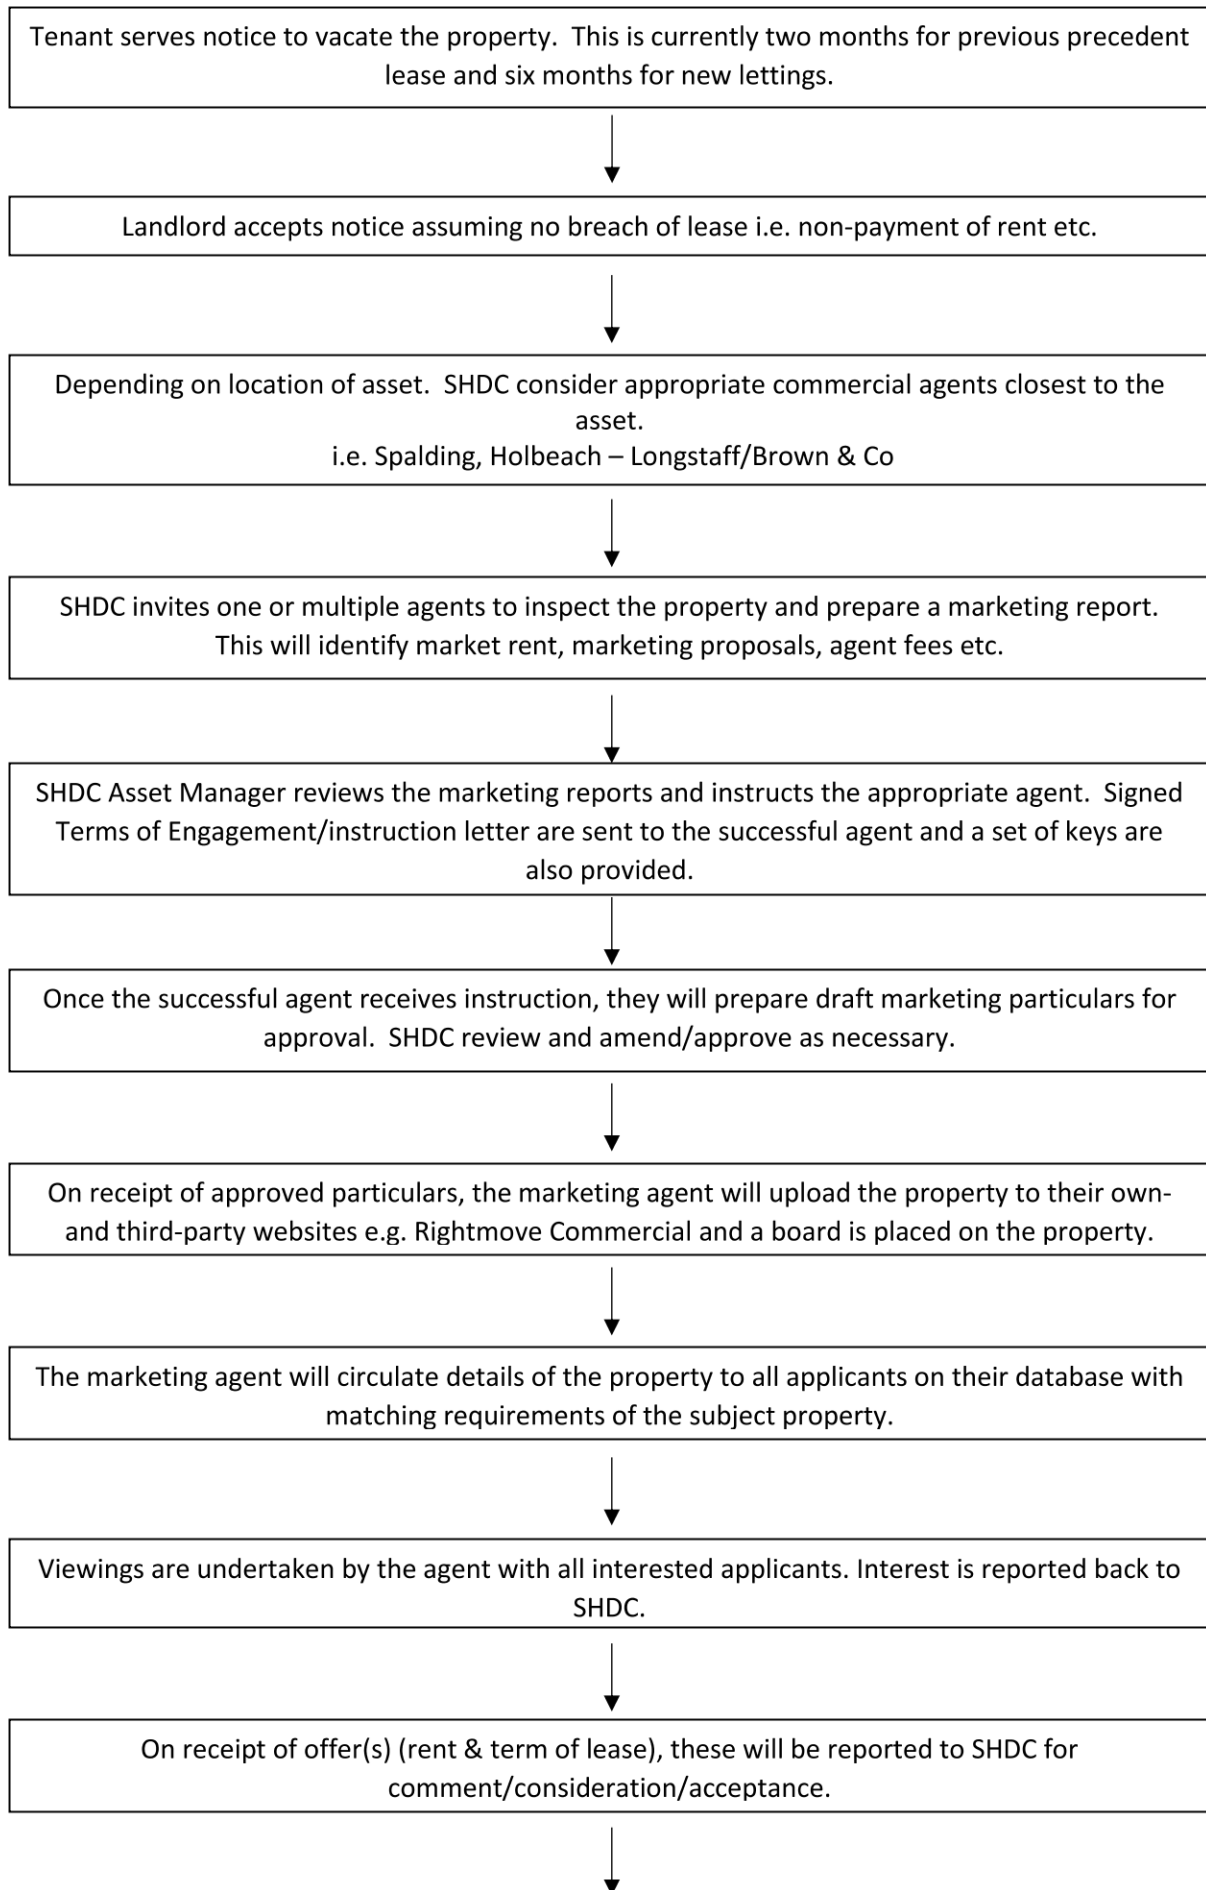 Tenant serves notice to vacate the property.  This is currently two months for previous precedent
lease and six months for new lettings.
Landlord accepts notice assuming no breach of lease i.e. non-payment of rent etc.
Depending on location of asset.  SHDC consider appropriate commercial agents closest to the
asset.
i.e. Spalding, Holbeach – Longstaff/Brown & Co
SHDC invites one or multiple agents to inspect the property and prepare a marketing report.
This will identify market rent, marketing proposals, agent fees etc.
SHDC Asset Manager reviews the marketing reports and instructs the appropriate agent.  Signed
Terms of Engagement/instruction letter are sent to the successful agent and a set of keys are
also provided.
Once the successful agent receives instruction, they will prepare draft marketing particulars for
approval.  SHDC review and amend/approve as necessary.
On receipt of approved particulars, the marketing agent will upload the property to their own-
and third-party websites e.g. Rightmove Commercial and a board is placed on the property.
The marketing agent will circulate details of the property to all applicants on their database with
matching requirements of the subject property.
Viewings are undertaken by the agent with all interested applicants. Interest is reported back to
SHDC.
On receipt of offer(s) (rent & term of lease), these will be reported to SHDC for
comment/consideration/acceptance.